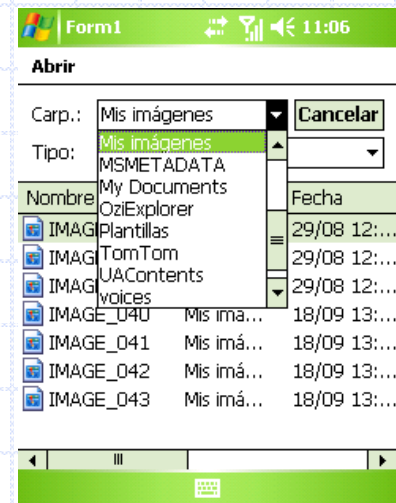 Form1 11:06
Abrir
Carp.: Mis imágenes Cancelar
Tipo:
Mis imágenes
MSMETADATA
My Documents
OziExplorer
Plantillas
TomTom
UAContents
voices
Nombre Fecha
IMAG 29/08 12:...
IMAG 29/08 12:...
IMAG 29/08 12:...
IMAGE_040 Mis imá... 18/09 13:...
IMAGE_041 Mis imá... 18/09 13:...
IMAGE_042 Mis imá... 18/09 13:...
IMAGE_043 Mis imá... 18/09 13:...